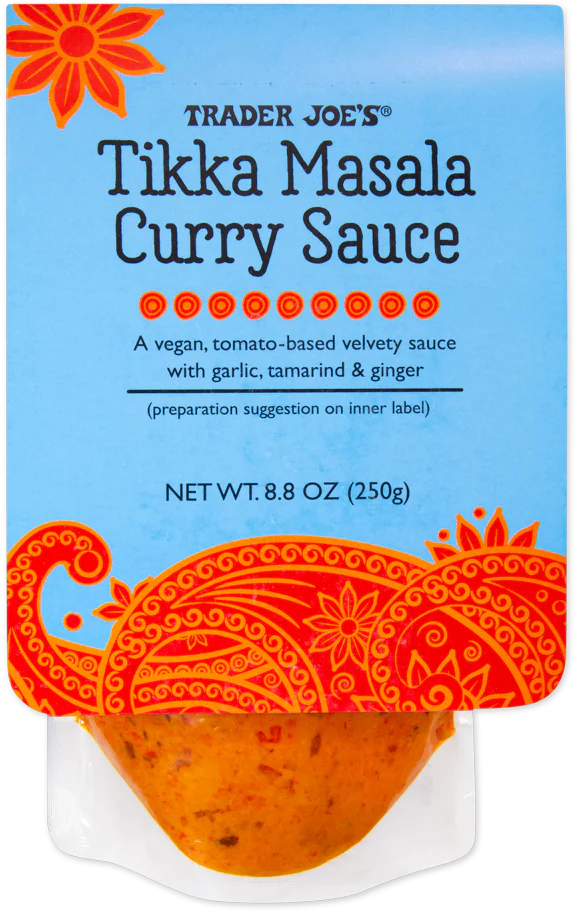 TRADER JOE'S®
Tikka Masala
Curry Sauce
A vegan, tomato-based velvety sauce
with garlic, tamarind & ginger
(preparation suggestion on inner label)
NET WT. 8.8 OZ (250g)